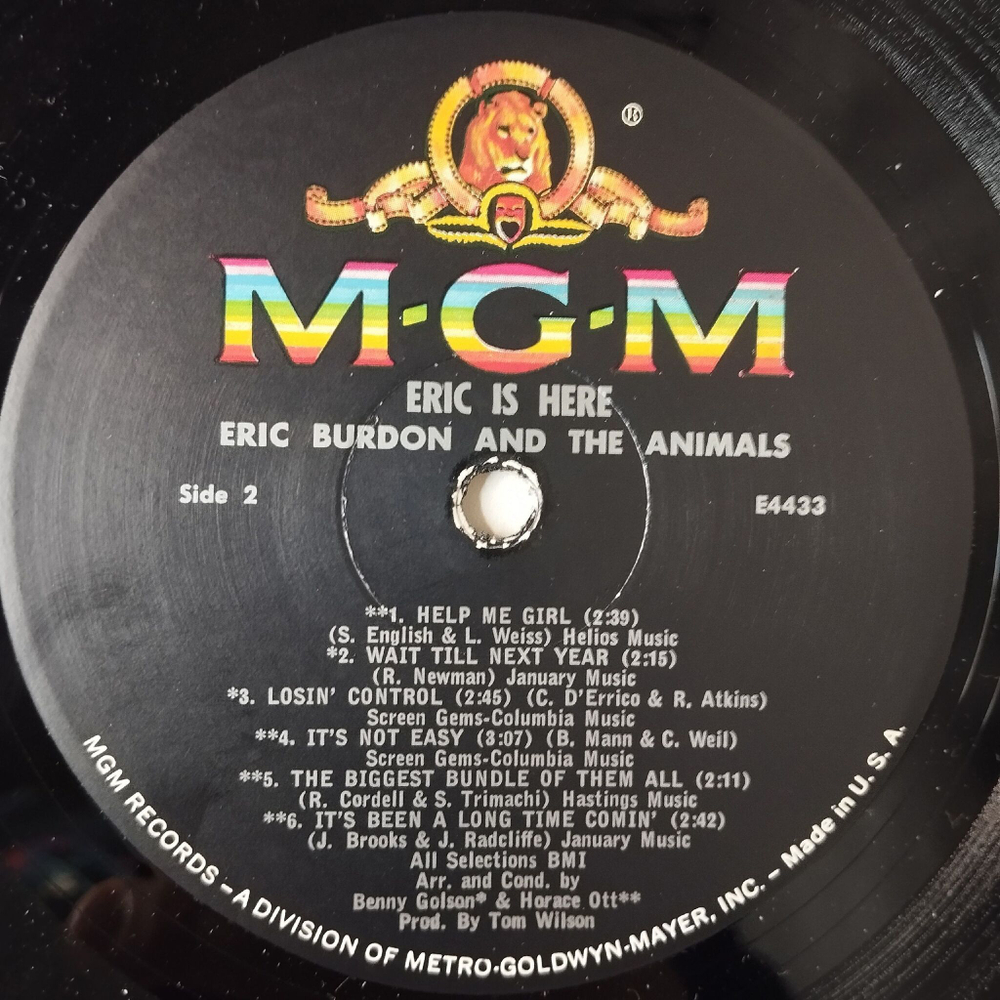 ®
M·G·M
ERIC IS HERE
ERIC BURDON AND THE ANIMALS
Side 2
E4433
**1. HELP ME GIRL (2:39)
(S. English & L. Weiss) Helios Music
*2. WAIT TILL NEXT YEAR (2:15)
(R. Newman) January Music
*3. LOSIN' CONTROL (2:45) (C. D'Errico & R. Atkins)
Screen Gems-Columbia Music
**4. IT'S NOT EASY (3:07) (B. Mann & C. Weil)
Screen Gems-Columbia Music
**5. THE BIGGEST BUNDLE OF THEM ALL (2:11)
(R. Cordell & S. Trimachi) Hastings Music
**6. IT'S BEEN A LONG TIME COMIN' (2:42)
(J. Brooks & J. Radcliffe) January Music
All Selections BMI
Arr. and Cond. by
Benny Golson* & Horace Ott**
Prod. By Tom Wilson
MGM RECORDS – A DIVISION OF METRO-GOLDWYN-MAYER, INC. – Made in U. S. A.